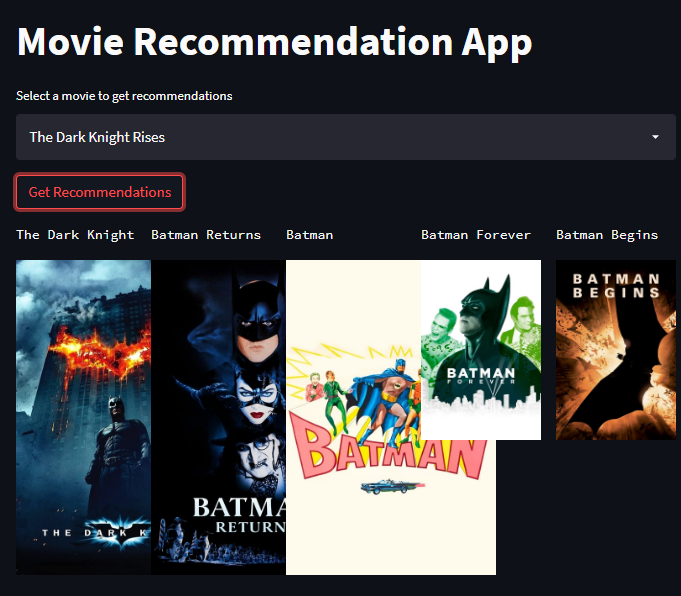 Movie Recommendation App
Select a movie to get recommendations
The Dark Knight Rises
Get Recommendations
The Dark Knight
Batman Returns
Batman
Batman Forever
Batman Begins
THE DARK K
BATMA
RETURN
BATMAN
BATMAN
FOREVER
BATMAN
BEGINS